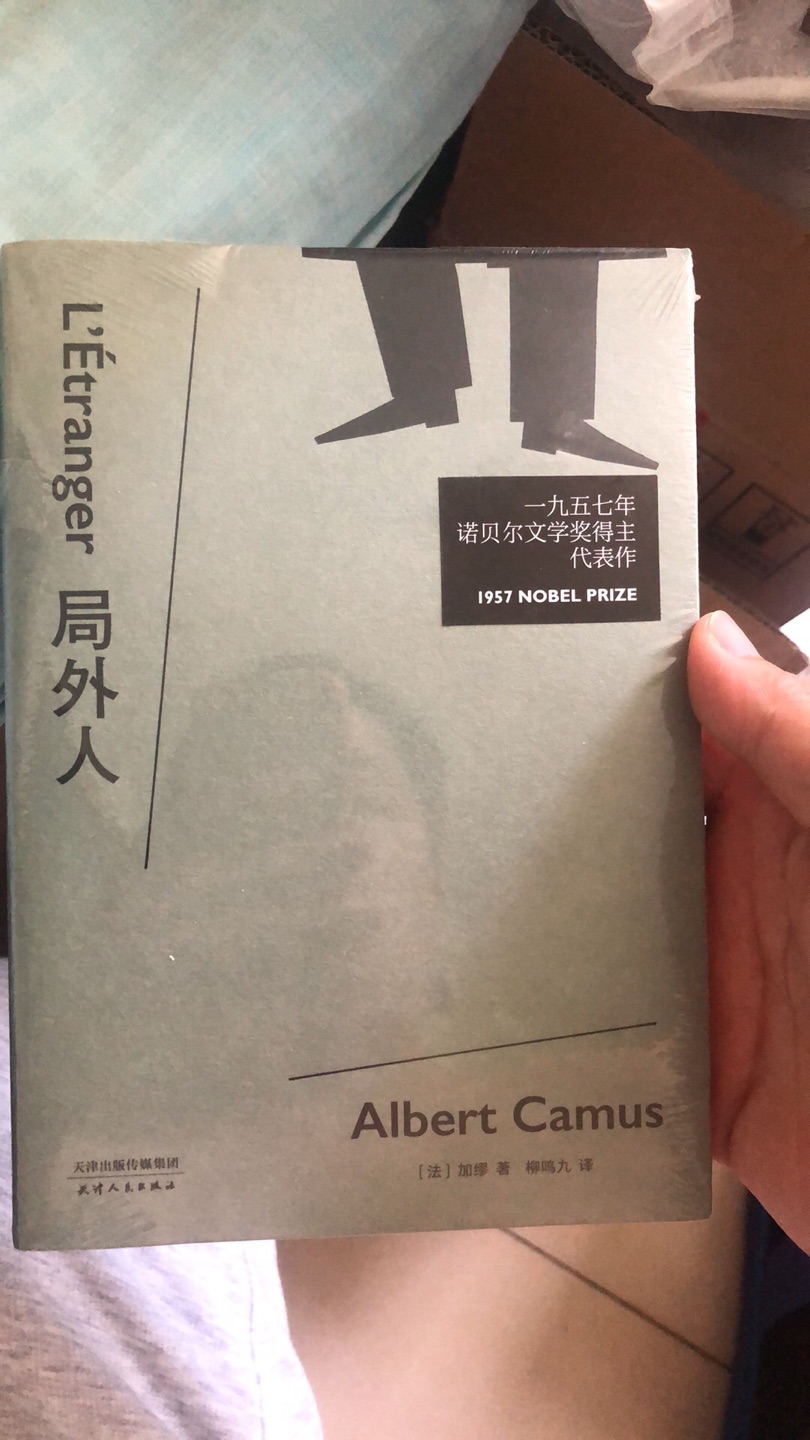 L'Étranger 局外人
一九五七年
诺贝尔文学奖得主
代表作
1957 NOBEL PRIZE
Albert Camus
[法] 加缪 著 柳鸣九 译
天津出版传媒集团
天津人民出版社